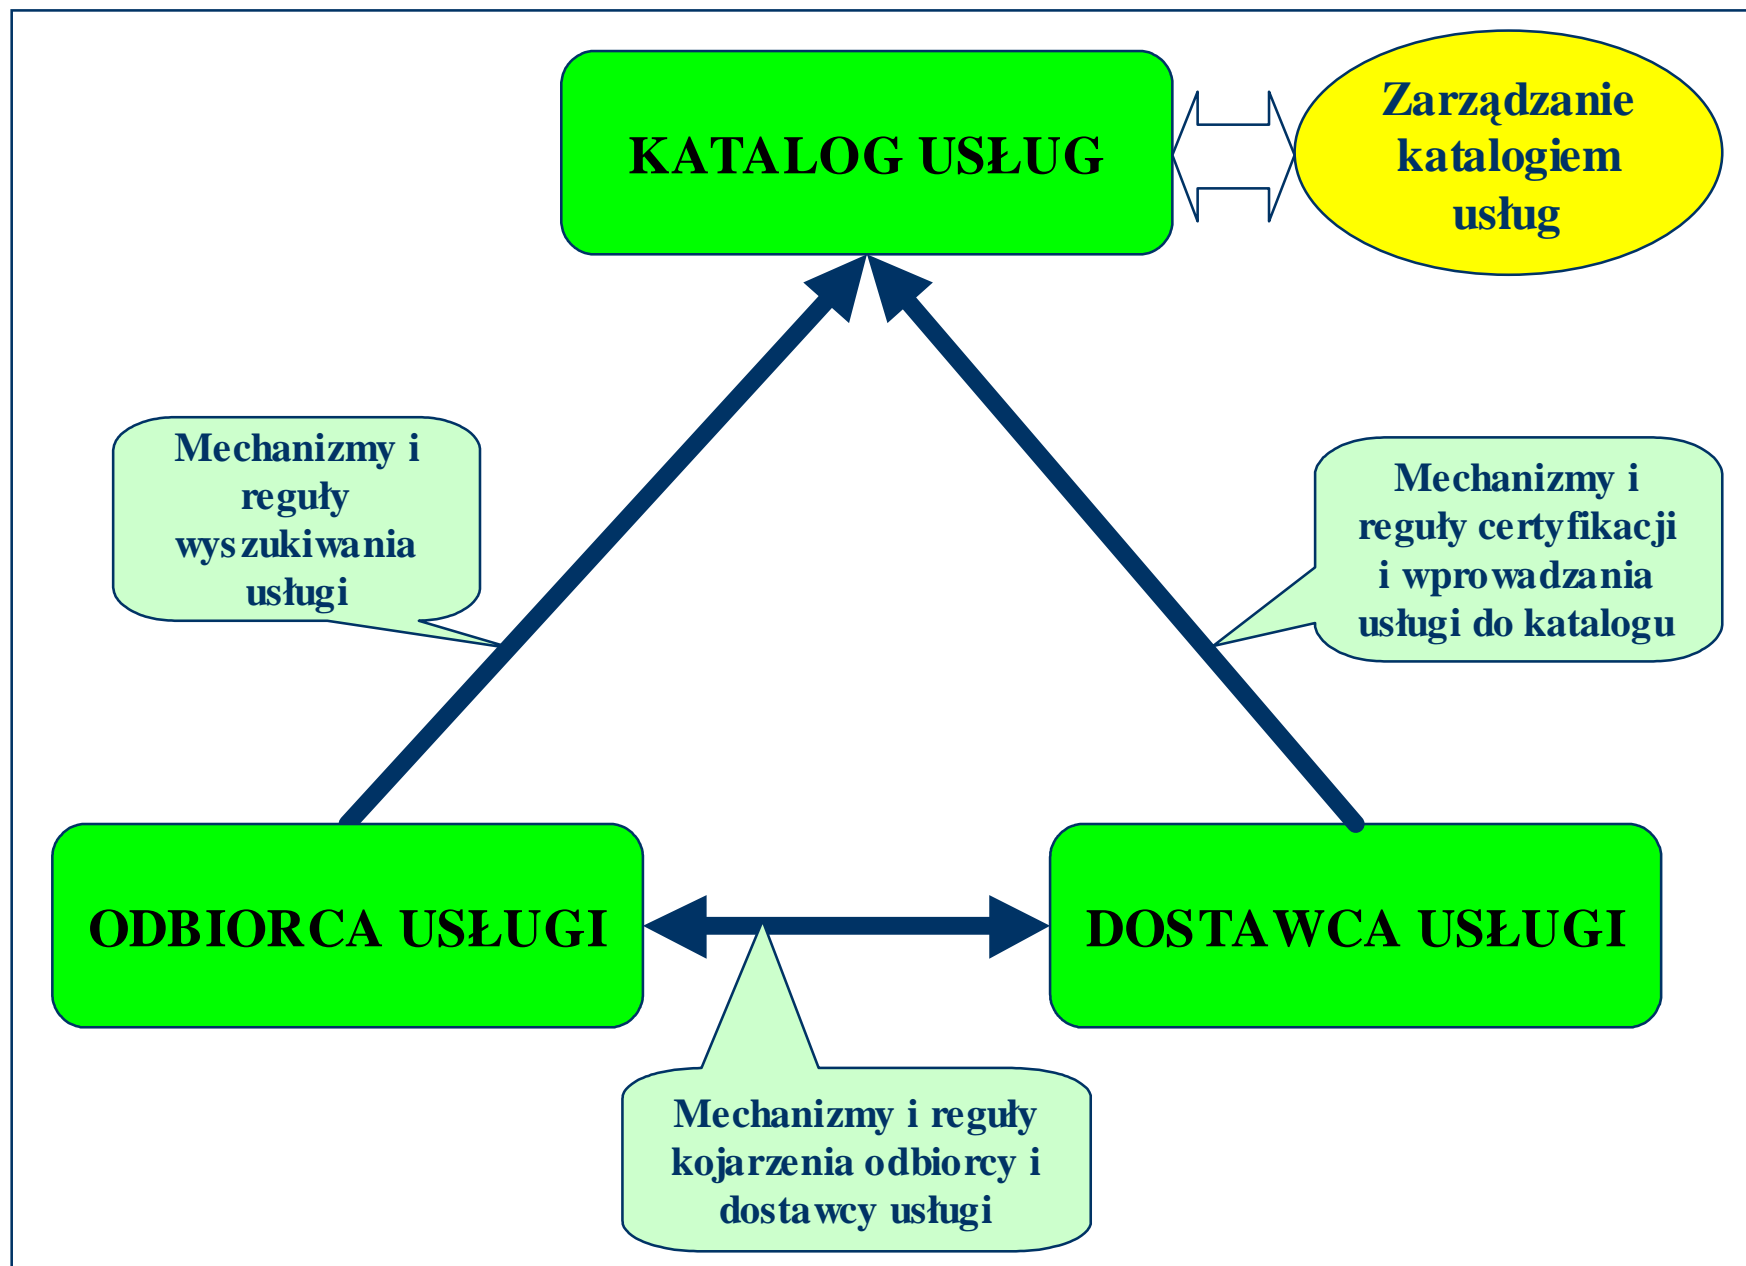 KATALOG USŁUG
Zarządzanie
katalogiem
usług
Mechanizmy i
reguły
wyszukiwania
usługi
Mechanizmy i
reguły certyfikacji
i wprowadzania
usługi do katalogu
ODBIORCA USŁUGI
DOSTAWCA USŁUGI
Mechanizmy i reguły
kojarzenia odbiorcy i
dostawcy usługi